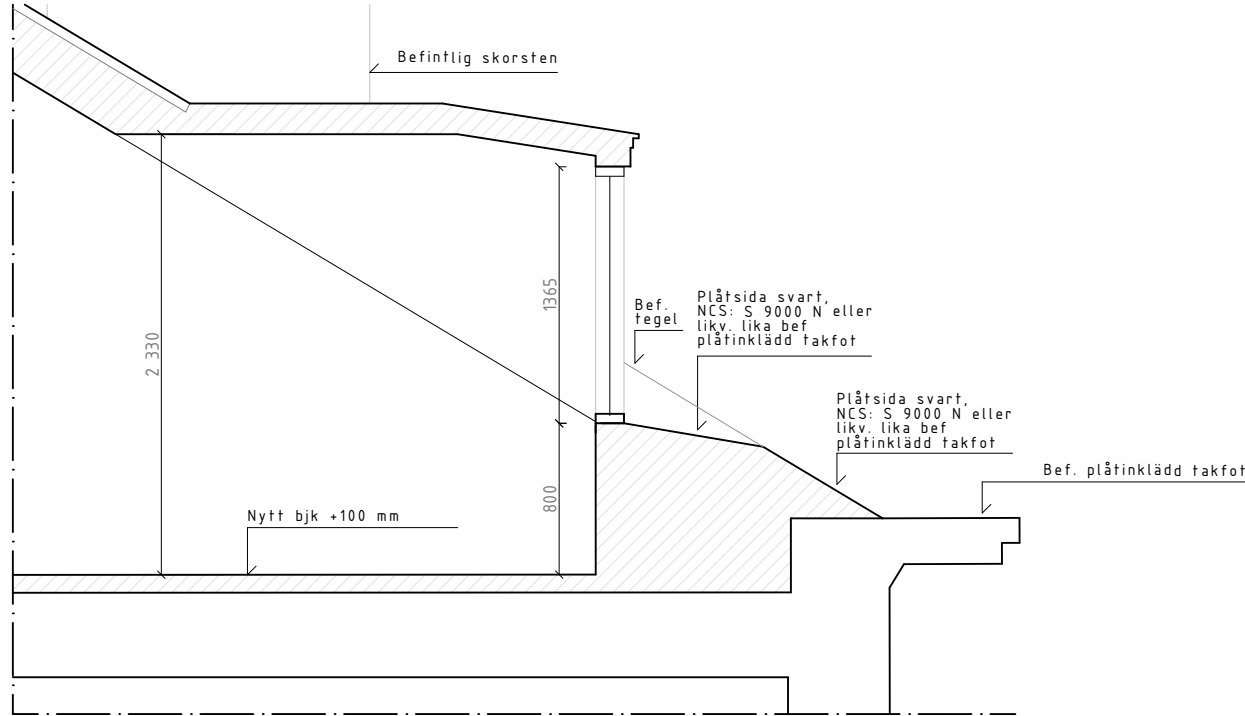 Befintlig skorsten
1365
Bef.
tegel
Plåtsida svart,
NCS: S 9000 N eller
likv. lika bef
plåtinklädd takfot
2 330
Plåtsida svart,
NCS: S 9000 N eller
likv. lika bef
plåtinklädd takfot
Bef. plåtinklädd takfot
800
Nytt bjk +100 mm